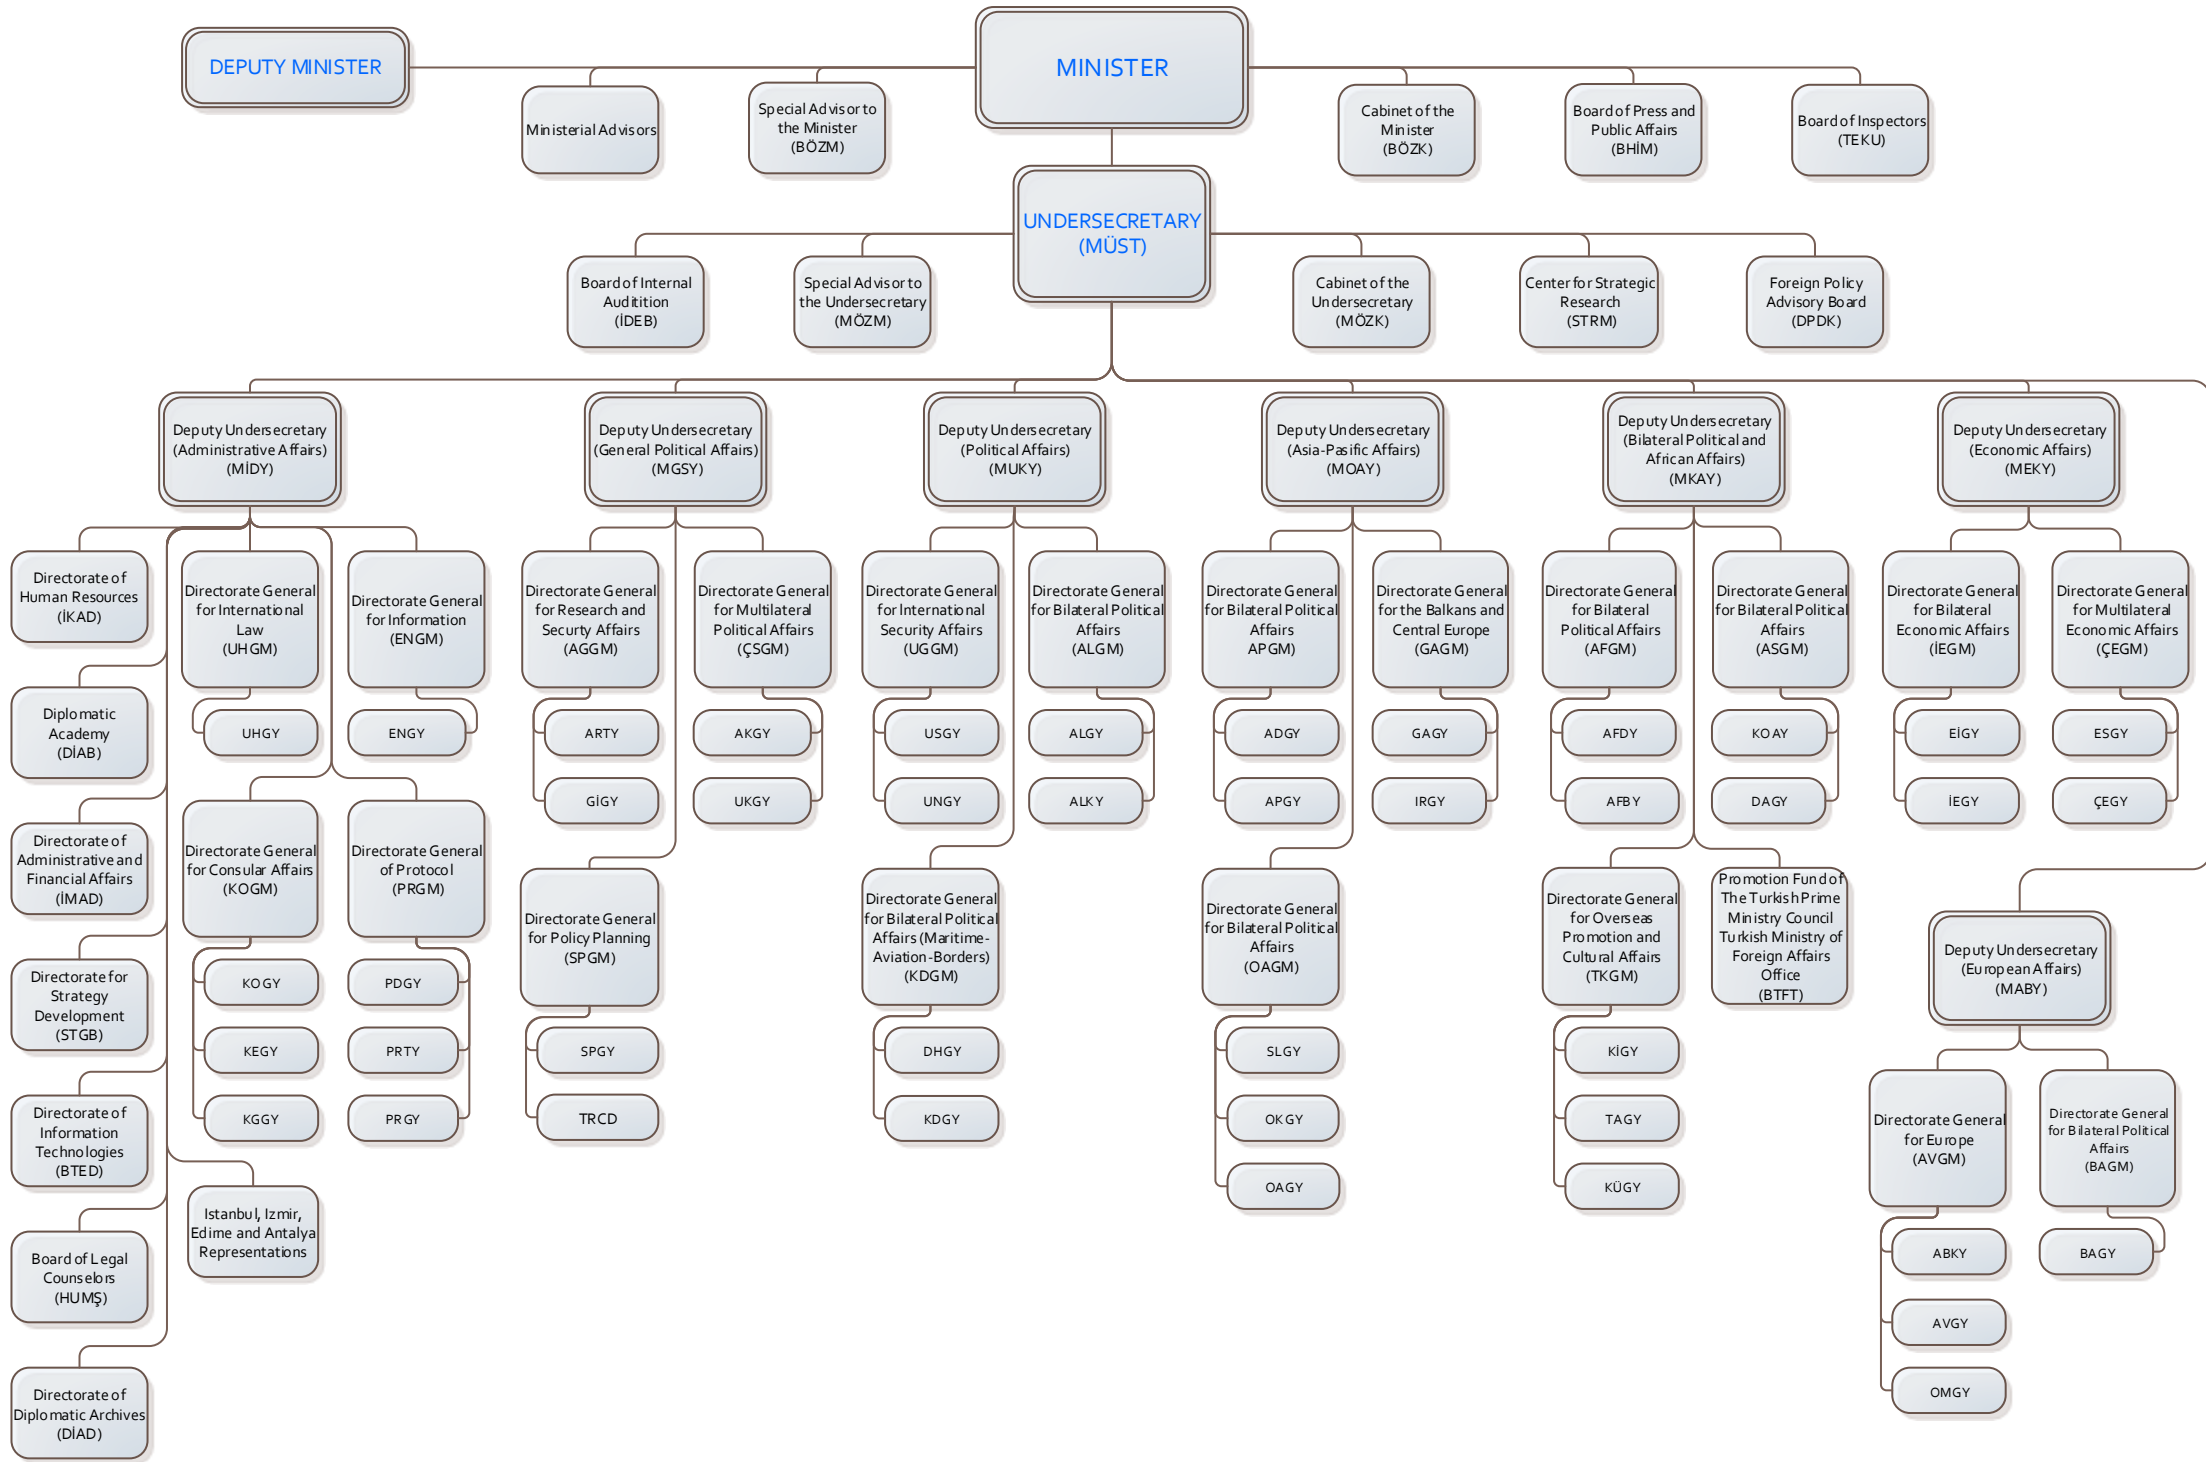 DEPUTY MINISTER
MINISTER
Ministerial Advisors
Special Advisor to
the Minister
(BÖZM)
Cabinet of the
Minister
(BÖZK)
Board of Press and
Public Affairs
(BHİM)
Board of Inspectors
(TEKU)
UNDERSECRETARY
(MÜST)
Board of Internal
Auditition
(İDEB)
Special Advisor to
the Undersecretary
(MÖZM)
Cabinet of the
Undersecretary
(MÖZK)
Center for Strategic
Research
(STRM)
Foreign Policy
Advisory Board
(DPDK)
Deputy Undersecretary
(Administrative Affairs)
(MİDY)
Deputy Undersecretary
(General Political Affairs)
(MGSY)
Deputy Undersecretary
(Political Affairs)
(MUKY)
Deputy Undersecretary
(Asia-Pasific Affairs)
(MOAY)
Deputy Undersecretary
(Bilateral Political and
African Affairs)
(MKAY)
Deputy Undersecretary
(Economic Affairs)
(MEKY)
Directorate of
Human Resources
(İKAD)
Directorate General
for International
Law
(UHGM)
Directorate General
for Information
(ENGM)
Directorate General
for Research and
Securty Affairs
(AGGM)
Directorate General
for Multilateral
Political Affairs
(ÇSGM)
Directorate General
for International
Security Affairs
(UGGM)
Directorate General
for Bilateral Political
Affairs
(ALGM)
Directorate General
for Bilateral Political
Affairs
APGM)
Directorate General
for the Balkans and
Central Europe
(GAGM)
Directorate General
for Bilateral
Political Affairs
(AFGM)
Directorate General
for Bilateral Political
Affairs
(ASGM)
Directorate General
for Bilateral
Economic Affairs
(İEGM)
Directorate General
for Multilateral
Economic Affairs
(ÇEGM)
Diplomatic
Academy
(DİAB)
UHGY
ENGY
ARTY
AKGY
USGY
ALGY
ADGY
GAGY
AFDY
KOAY
EİGY
ESGY
GİGY
UKGY
UNGY
ALKY
APGY
IRGY
AFBY
DAGY
İEGY
ÇEGY
Directorate of
Administrative and
Financial Affairs
(İMAD)
Directorate General
for Consular Affairs
(KOGM)
Directorate General
of Protocol
(PRGM)
Directorate General
for Policy Planning
(SPGM)
Directorate General
for Bilateral Political
Affairs (Maritime-
Aviation-Borders)
(KDGM)
Directorate General
for Bilateral Political
Affairs
(OAGM)
Directorate General
for Overseas
Promotion and
Cultural Affairs
(TKGM)
Promotion Fund of
The Turkish Prime
Ministry Council
Turkish Ministry of
Foreign Affairs
Office
(BTFT)
Deputy Undersecretary
(European Affairs)
(MABY)
Directorate for
Strategy
Development
(STGB)
KOGY
PDGY
KEGY
PRTY
SPGY
DHGY
SLGY
KİGY
KGGY
PRGY
TRCD
KDGY
OKGY
TAGY
OAGY
KÜGY
Directorate of
Information
Technologies
(BTED)
Directorate General
for Europe
(AVGM)
Directorate General
for Bilateral Political
Affairs
(BAGM)
Istanbul, Izmir,
Edirne and Antalya
Representations
Board of Legal
Counselors
(HUMŞ)
ABKY
BAGY
AVGY
OMGY
Directorate of
Diplomatic Archives
(DİAD)